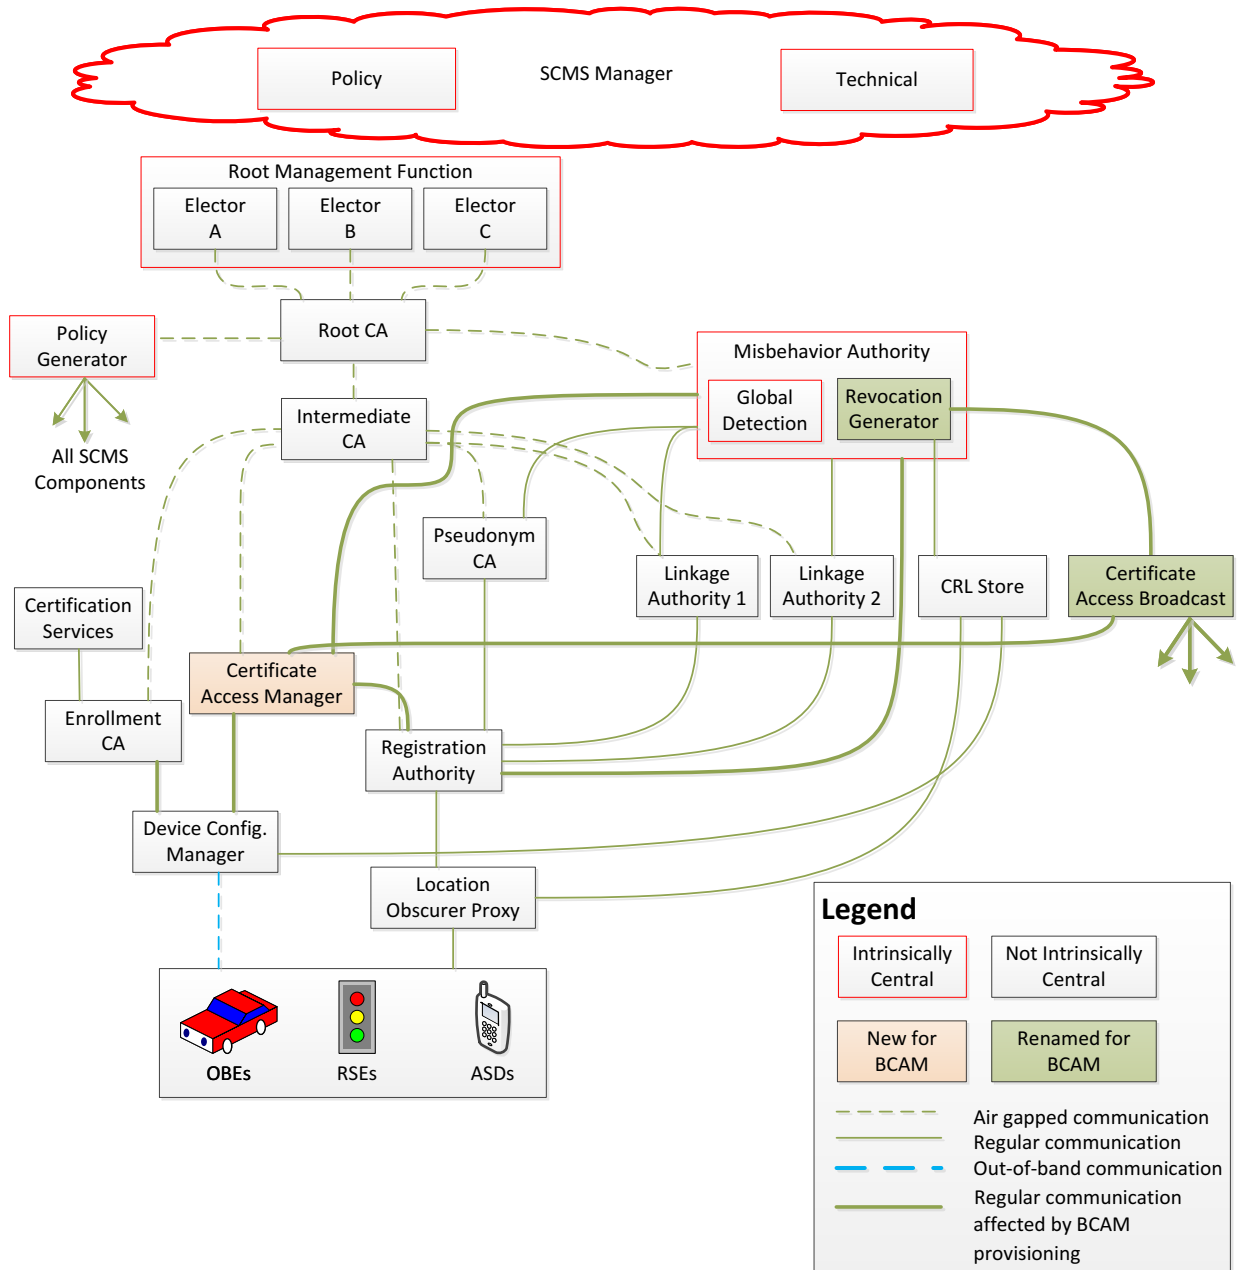 Policy
SCMS Manager
Technical
Root Management Function
Elector
A
Elector
B
Elector
C
Policy
Generator
Root CA
Misbehavior Authority
Global
Detection
Revocation
Generator
Intermediate
CA
All SCMS
Components
Pseudonym
CA
Linkage
Authority 1
Linkage
Authority 2
CRL Store
Certificate
Access Broadcast
Certification
Services
Certificate
Access Manager
Enrollment
CA
Registration
Authority
Device Config.
Manager
Location
Obscurer Proxy
OBEs
RSEs
ASDs
Legend
Intrinsically
Central
Not Intrinsically
Central
New for
BCAM
Renamed for
BCAM
Air gapped communication
Regular communication
Out-of-band communication
Regular communication
affected by BCAM
provisioning